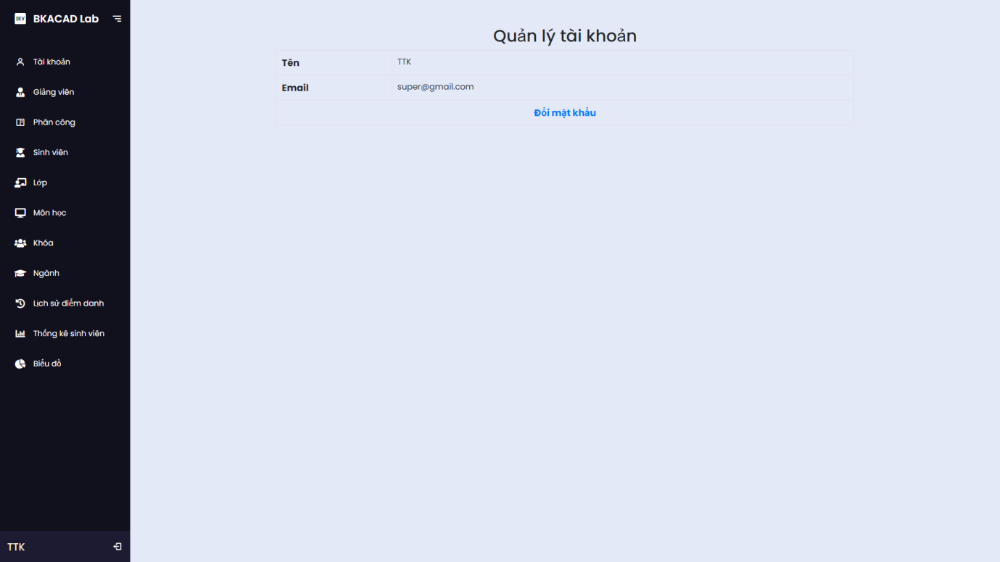 DEV BKACAD Lab
Tài khoản
Giảng viên
Phân công
Sinh viên
Lớp
Môn học
Khóa
Ngành
Lịch sử điểm danh
Thống kê sinh viên
Biểu đồ
TTK
Quản lý tài khoản
Tên TTK
Email super@gmail.com
Đổi mật khẩu